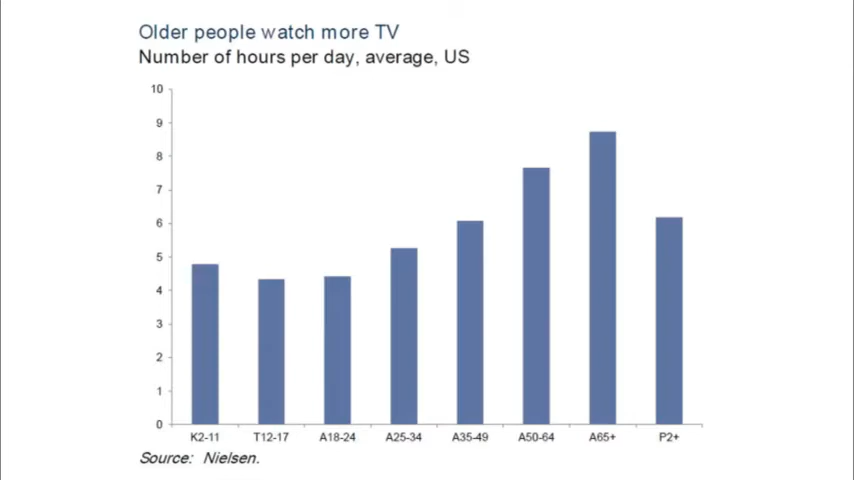 Older people watch more TV
Number of hours per day, average, US
10
9
8
7
6
5
4
3
2
1
0
K2-11 T12-17 A18-24 A25-34 A35-49 A50-64 A65+ P2+
Source: Nielsen.